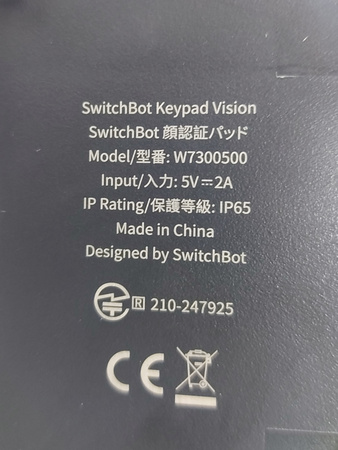 SwitchBot Keypad Vision
SwitchBot 顔認証パッド
Model/型番: W7300500
Input/入力: 5V⎓2A
IP Rating/保護等級: IP65
Made in China
Designed by SwitchBot
R 210-247925
CE